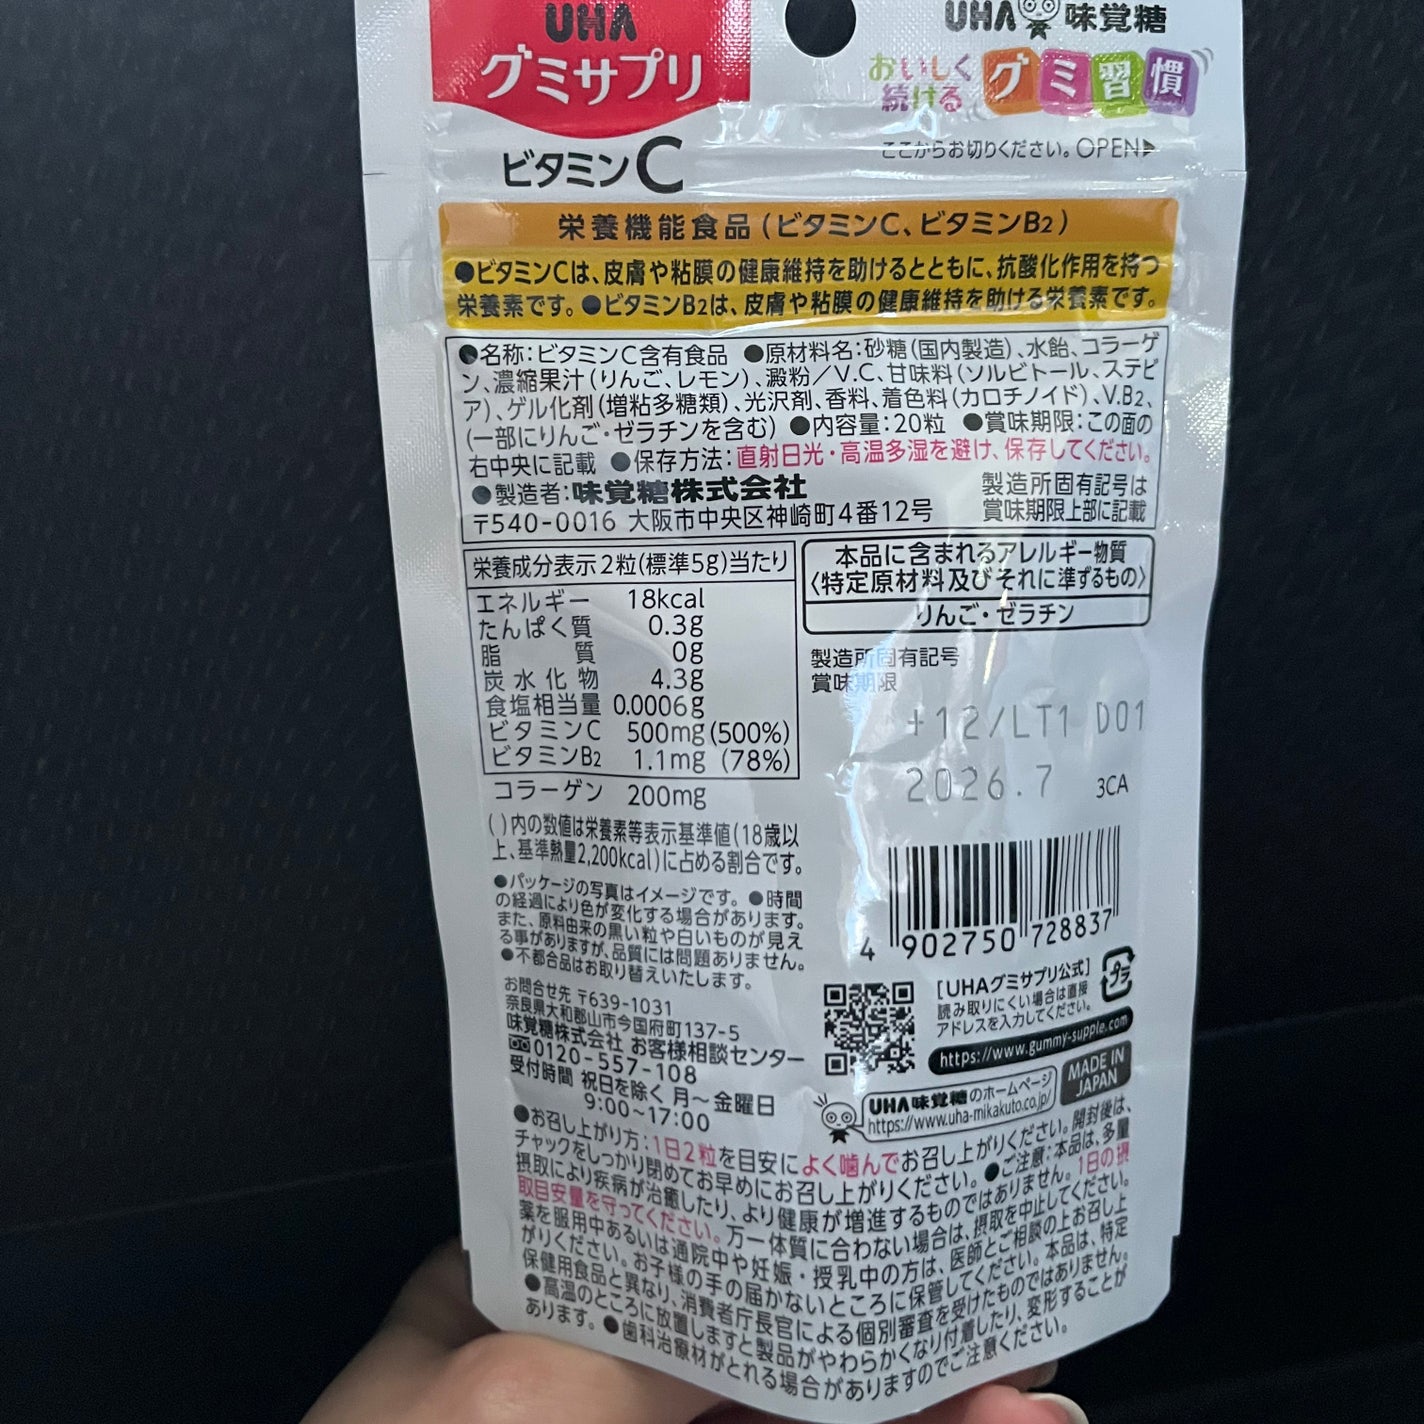 UHA
グミサプリ
ビタミンC
UHA 味覚糖
おいしく
続ける
グミ習慣
ここからお切りください。OPEN▶
栄養機能食品(ビタミンC、ビタミンB2)
●ビタミンCは、皮膚や粘膜の健康維持を助けるとともに、抗酸化作用を持つ
栄養素です。●ビタミンB2は、皮膚や粘膜の健康維持を助ける栄養素です。
●名称:ビタミンC含有食品 ●原材料名:砂糖(国内製造)、水飴、コラーゲ
ン、濃縮果汁(りんご、レモン)、澱粉/V.C、甘味料(ソルビトール、ステビ
ア)、ゲル化剤(増粘多糖類)、光沢剤、香料、着色料(カロチノイド)、V.B2、
(一部にりんご・ゼラチンを含む) ●内容量:20粒 ●賞味期限:この面の
右中央に記載 ●保存方法:直射日光・高温多湿を避け、保存してください。
●製造者:味覚糖株式会社
〒540-0016 大阪市中央区神崎町4番12号
製造所固有記号は
賞味期限上部に記載
栄養成分表示2粒(標準5g)当たり
エネルギー 18kcal
たんぱく質 0.3g
脂質 0g
炭水化物 4.3g
食塩相当量 0.0006g
ビタミンC 500mg(500%)
ビタミンB2 1.1mg (78%)
コラーゲン 200mg
( )内の数値は栄養素等表示基準値(18歳以
上、基準熱量2,200kcal)に占める割合です。
●パッケージの写真はイメージです。●時間
の経過により色が変化する場合があります。
また、原料由来の黒い粒や白いものが見え
る事がありますが、品質には問題ありません。
●不都合品はお取り替えいたします。
本品に含まれるアレルギー物質
〈特定原材料及びそれに準ずるもの〉
りんご・ゼラチン
製造所固有記号
賞味期限
+12/LT1 D01
2026.7
3CA
4 902750 728837
[UHAグミサプリ公式]
読み取りにくい場合は直接
アドレスを入力してください。
プラ
https://www.gummy-supple.com
MADE IN
JAPAN
UHA味覚糖のホームページ
https://www.uha-mikakuto.co.jp/
お問合せ先 〒639-1031
奈良県大和郡山市今国府町137-5
味覚糖株式会社 お客様相談センター
0120-557-108
受付時間 祝日を除く 月～金曜日
9:00~17:00
●お召し上がり方:1日2粒を目安によく噛んでお召し上がりください。開封後は、
チャックをしっかり閉めてお早めにお召し上がりください。●ご注意:本品は、多量
摂取により疾病が治癒したり、より健康が増進するものではありません。1日の摂
取目安量を守ってください。万一体質に合わない場合は、摂取を中止してください。
薬を服用中あるいは通院中や妊娠・授乳中の方は、医師とご相談の上お召し上
がりください。お子様の手の届かないところに保管してください。本品は、特定
保健用食品と異なり、消費者庁長官による個別審査を受けたものではありません。
●高温のところに放置しますと製品がやわらかくなり付着したり、変形することが
あります。●歯科治療材がとれる場合がありますのでご注意ください。